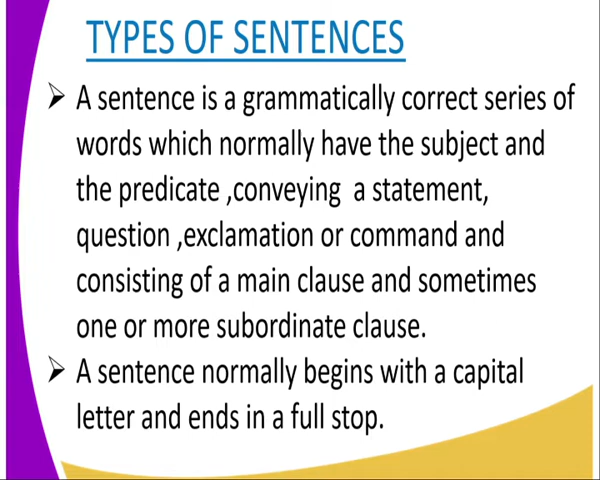 TYPES OF SENTENCES
➢ A sentence is a grammatically correct series of
words which normally have the subject and
the predicate ,conveying a statement,
question ,exclamation or command and
consisting of a main clause and sometimes
one or more subordinate clause.
➢ A sentence normally begins with a capital
letter and ends in a full stop.